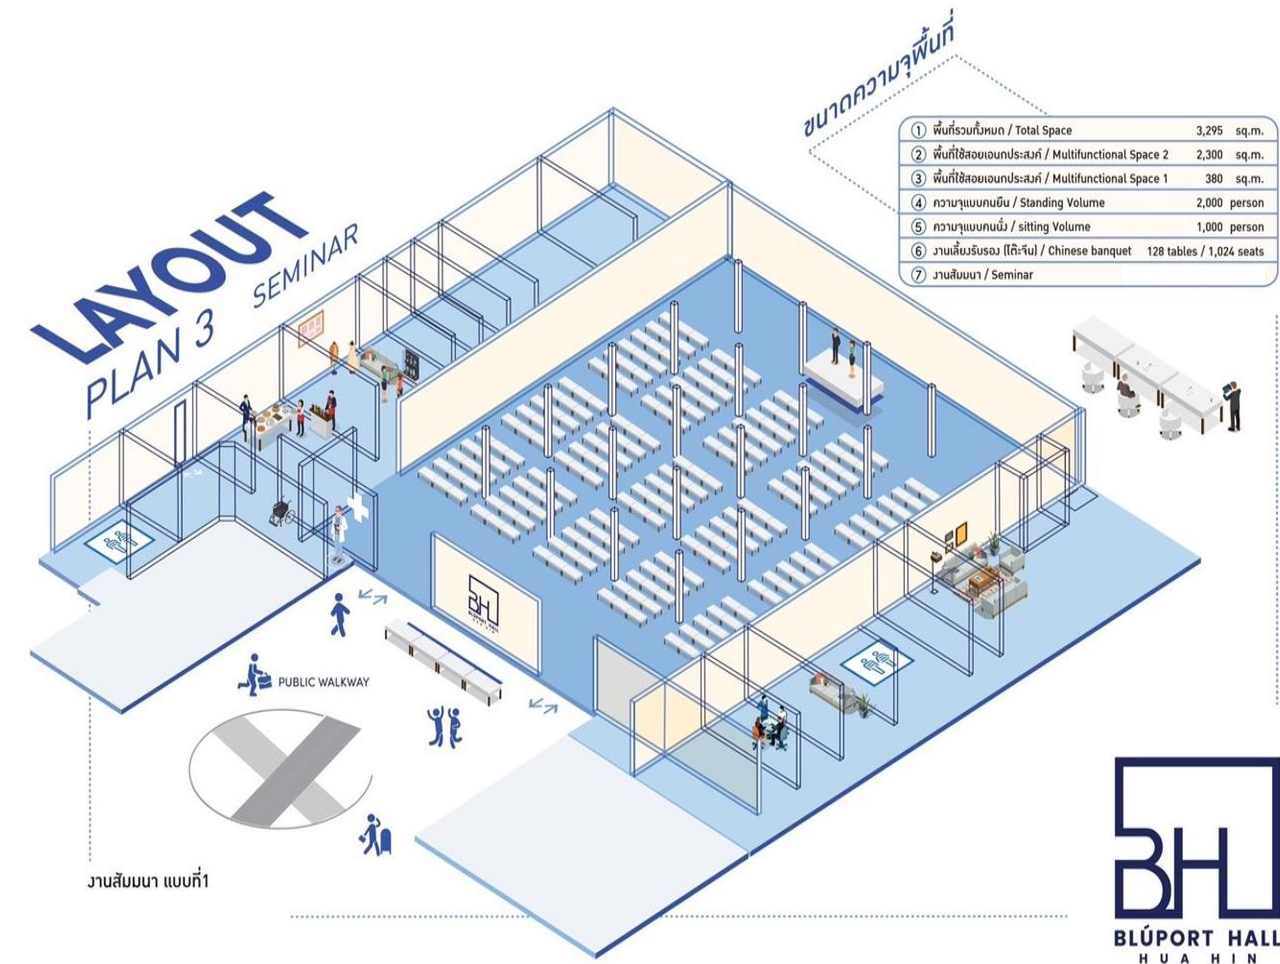 ขนาดความจุพื้นที่
① พื้นที่รวมทั้งหมด / Total Space 3,295 sq.m.
② พื้นที่ใช้สอยเอนกประสงค์ / Multifunctional Space 2 2,300 sq.m.
③ พื้นที่ใช้สอยเอนกประสงค์ / Multifunctional Space 1 380 sq.m.
④ ความจุแบบคนยืน / Standing Volume 2,000 person
⑤ ความจุแบบคนนั่ง / sitting Volume 1,000 person
⑥ งานเลี้ยงรับรอง (โต๊ะจีน) / Chinese banquet 128 tables / 1,024 seats
⑦ งานสัมมนา / Seminar
LAYOUT
PLAN 3 SEMINAR
BH
BLÚPORT HALL
HUA HIN
PUBLIC WALKWAY
งานสัมมนา แบบที่1
BH
BLÚPORT HALL
HUA HIN